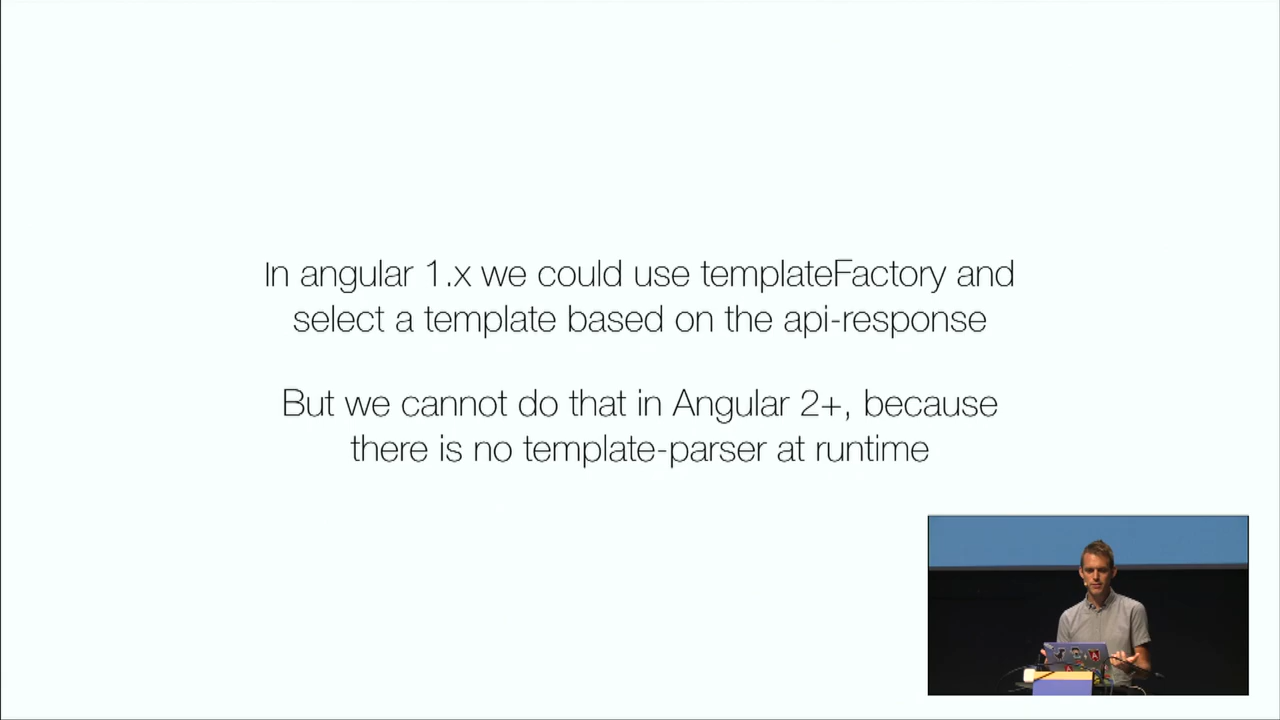 In angular 1.x we could use templateFactory and
select a template based on the api-response
But we cannot do that in Angular 2+, because
there is no template-parser at runtime